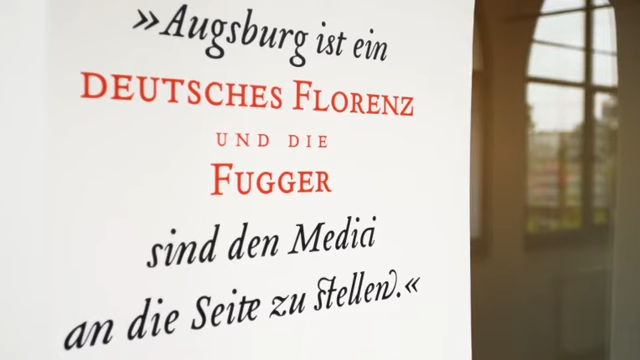 »Augsburg ist ein
DEUTSCHES FLORENZ
UND DIE
FUGGER
sind den Medici
an die Seite zu stellen.«